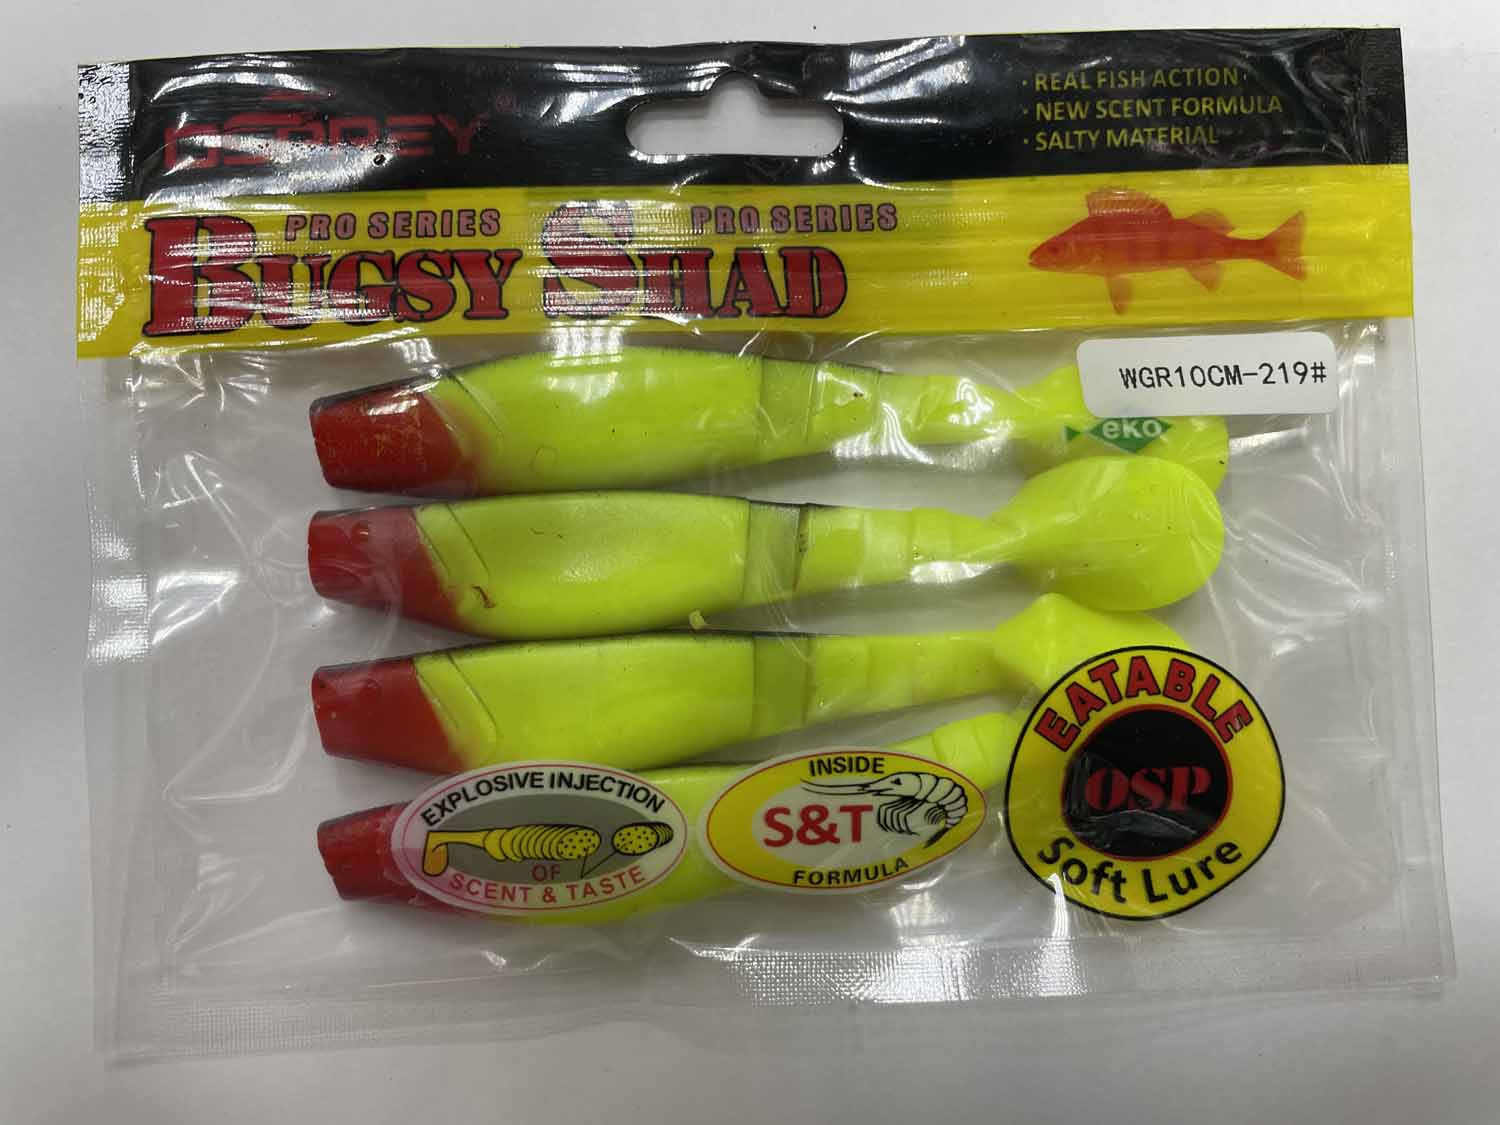 OSPREY®
· REAL FISH ACTION
· NEW SCENT FORMULA
· SALTY MATERIAL
PRO SERIES PRO SERIES
BUGSY SHAD
WGR10CM-219#
eko
EATABLE
OSP
Soft Lure
EXPLOSIVE INJECTION
OF
SCENT & TASTE
INSIDE
S&T
FORMULA